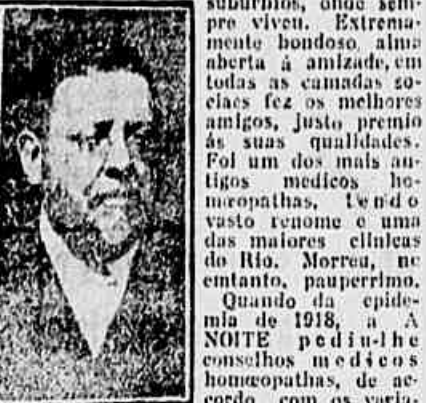 suburbios, onde sem-
pre viveu. Extrema-
mente bondoso, alma
aberta á amizade, em
todas as camadas so-
ciaes fez os melhores
amigos, justo premio
ás suas qualidades.
Foi um dos mais an-
tigos medicos ho-
mœopathas, tendo
vasto renome e uma
das maiores clinicas
do Rio. Morreu, no
emtanto, pauperrimo.
Quando da epide-
mia de 1918, a A
NOITE pediu-lhe
conselhos medicos
homœopathas, de ac-
cordo com os varia-